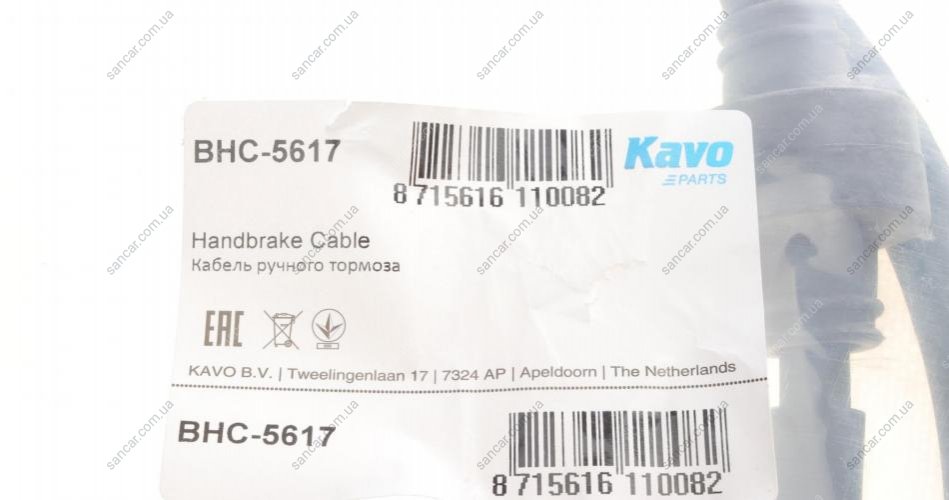 BHC-5617
8 715616 110082
Kavo
PARTS
Handbrake Cable
Кабель ручного тормоза
EAC
KAVO B.V. | Tweelingenlaan 17 | 7324 AP | Apeldoorn | The Netherlands
BHC-5617
8 715616 110082
sancar.com.ua